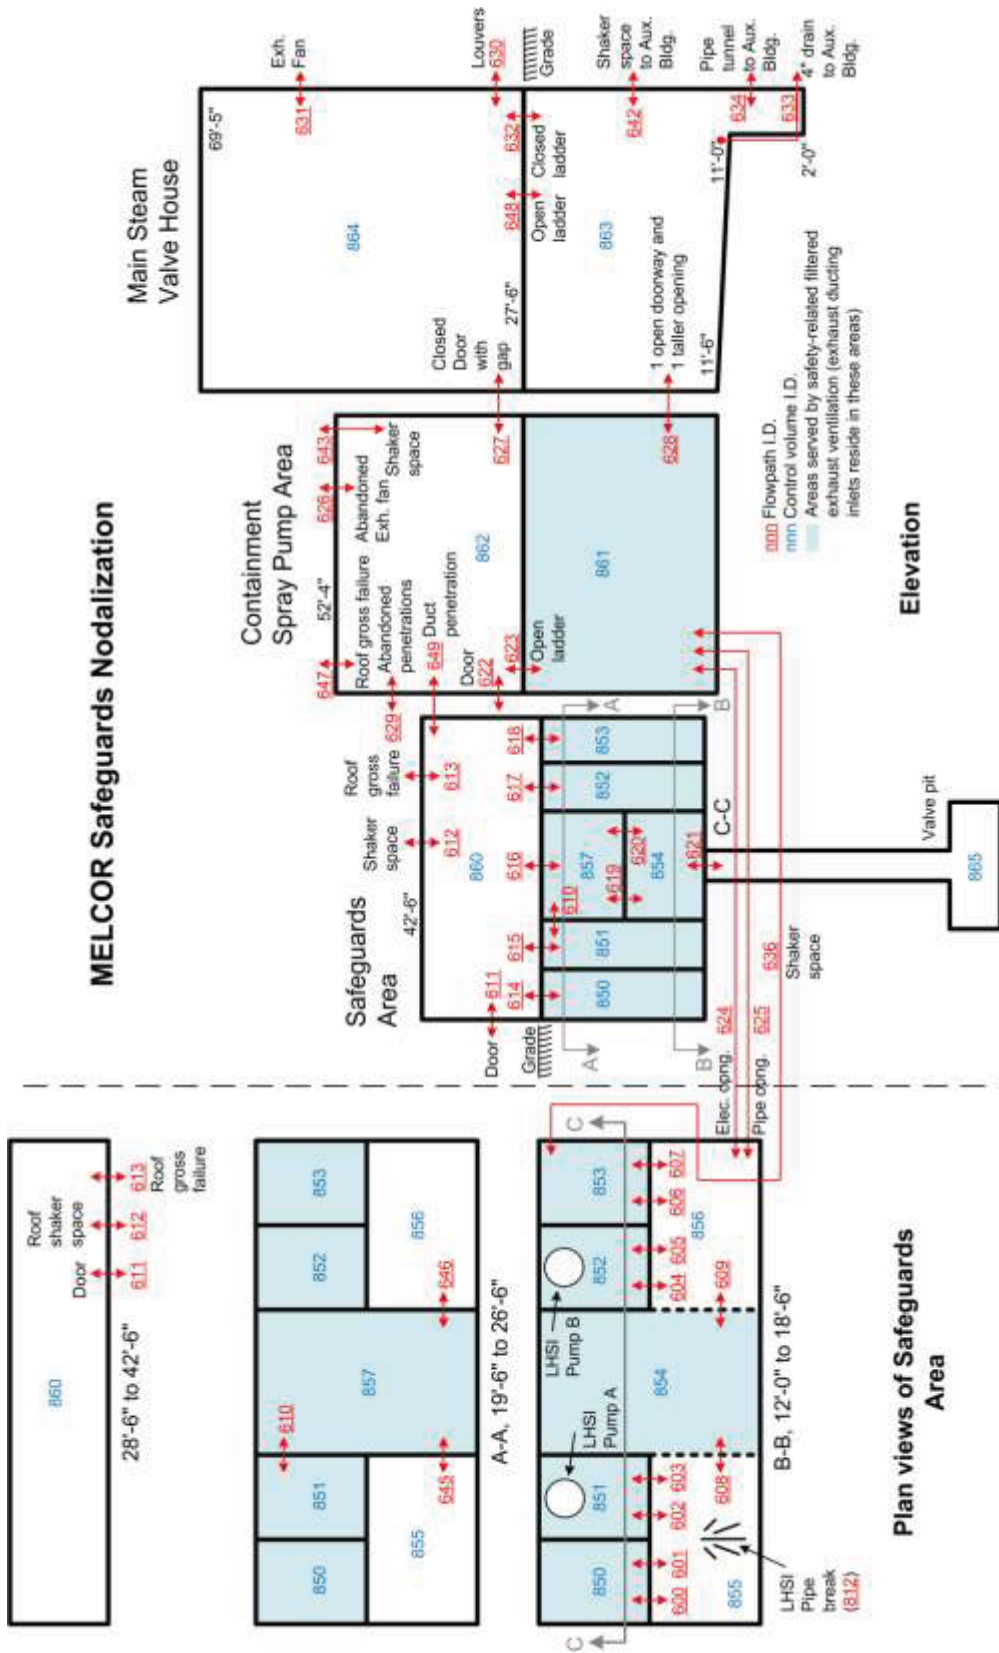 MELCOR Safeguards Nodalization
Main Steam
Valve House
69'-5"
Exh.
Fan
631
864
Louvers
630
Grade
632
Closed
ladder
648
Open
ladder
27'-6"
Closed
Door
with
gap
627
863
Shaker
space
to Aux.
Bldg.
642
Pipe
tunnel
to Aux.
Bldg.
634
633
4" drain
to Aux.
Bldg.
11'-0"
2'-0"
11'-6"
1 open doorway and
1 taller opening
628
Containment
Spray Pump Area
52'-4"
647
Roof gross failure
626
Abandoned
Exh. fan
643
Shaker
space
Abandoned
penetrations
629
649
Duct
penetration
Door
622
623
Open
ladder
862
861
Safeguards
Area
42'-6"
Shaker
space
612
Roof
gross
failure
613
860
Door
611
Grade
614
615
616
617
618
A
A
850
851
857
852
853
610
619
620
854
621
B
B
C-C
Valve pit
865
nnn Flowpath I.D.
nnn Control volume I.D.
Areas served by safety-related filtered
exhaust ventilation (exhaust ducting
inlets reside in these areas)
Elevation
Elec. opng.
624
Pipe opng.
625
636
Shaker
space
860
Door
611
Roof
shaker
space
612
613
Roof
gross
failure
28'-6" to 42'-6"
850
851
857
852
853
610
855
645
646
856
A-A, 19'-6" to 26'-6"
C
C
850
851
854
852
853
LHSI
Pump A
LHSI
Pump B
600
601
602
603
604
605
606
607
855
608
609
856
LHSI
Pipe
break
(812)
B-B, 12'-0" to 18'-6"
Plan views of Safeguards
Area